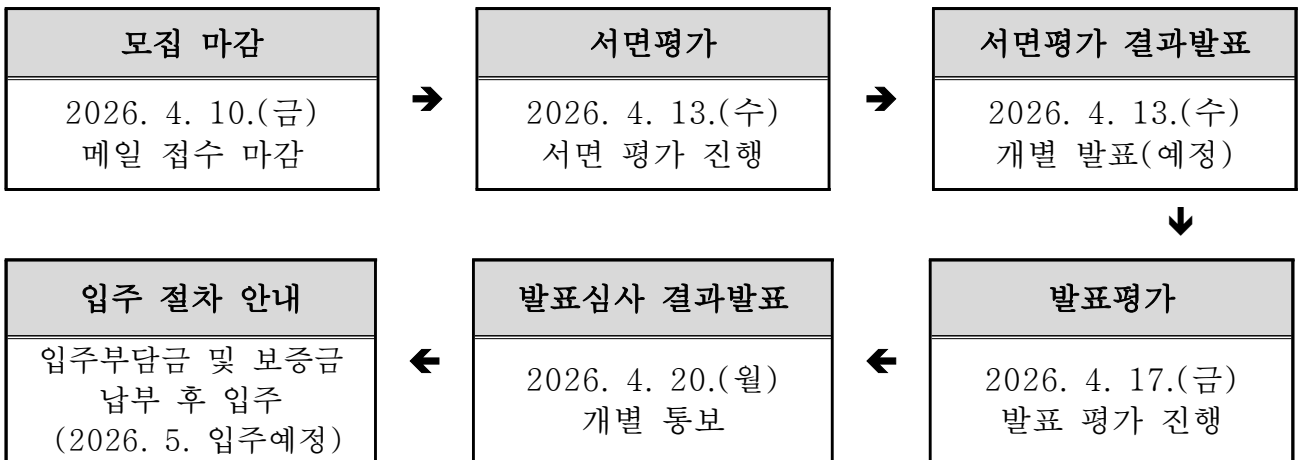 모집 마감
2026. 4. 10.(금)
메일 접수 마감
➔
서면평가
2026. 4. 13.(수)
서면 평가 진행
➔
서면평가 결과발표
2026. 4. 13.(수)
개별 발표(예정)
🡳
발표평가
2026. 4. 17.(금)
발표 평가 진행
🡰
발표심사 결과발표
2026. 4. 20.(월)
개별 통보
🡰
입주 절차 안내
입주부담금 및 보증금
납부 후 입주
(2026. 5. 입주예정)